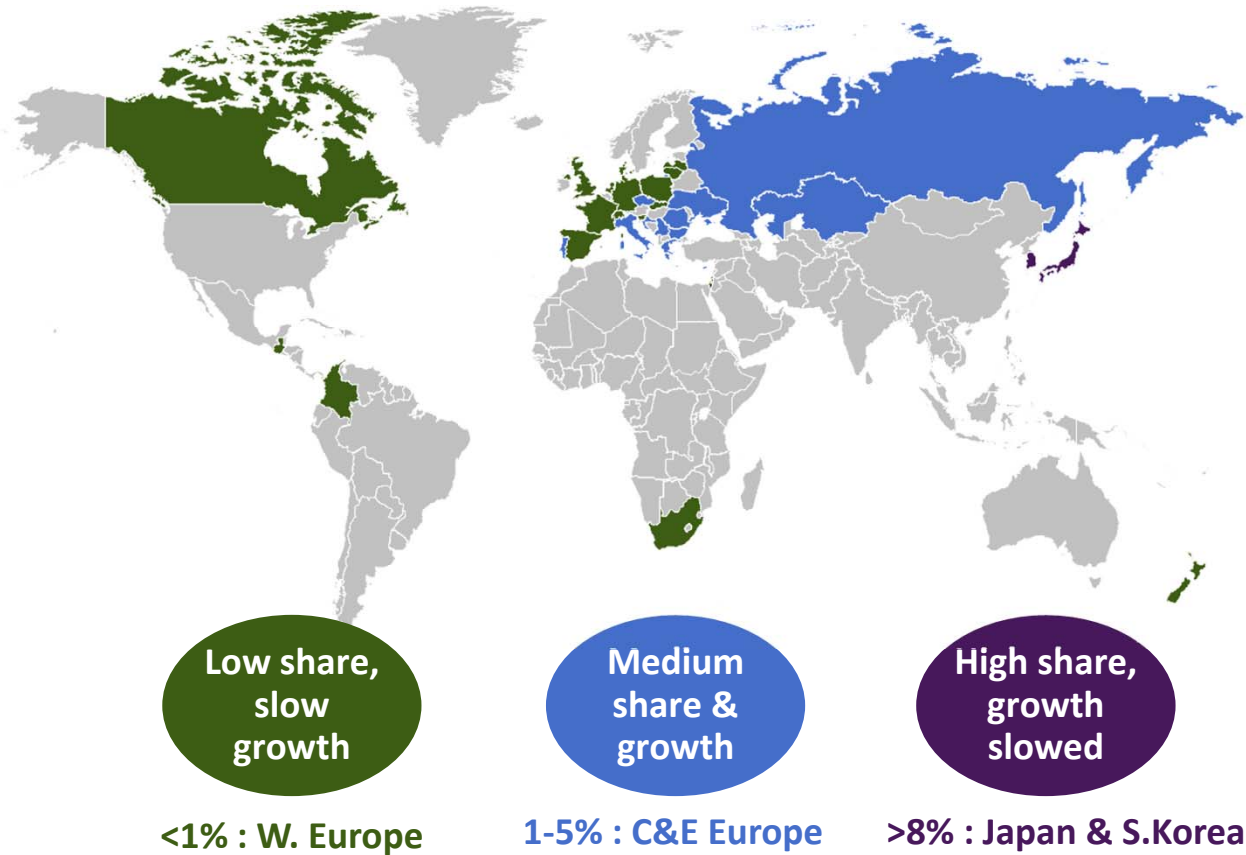 Low share,
slow
growth
Medium
share &
growth
High share,
growth
slowed
<1% : W. Europe
1-5% : C&E Europe
>8% : Japan & S.Korea